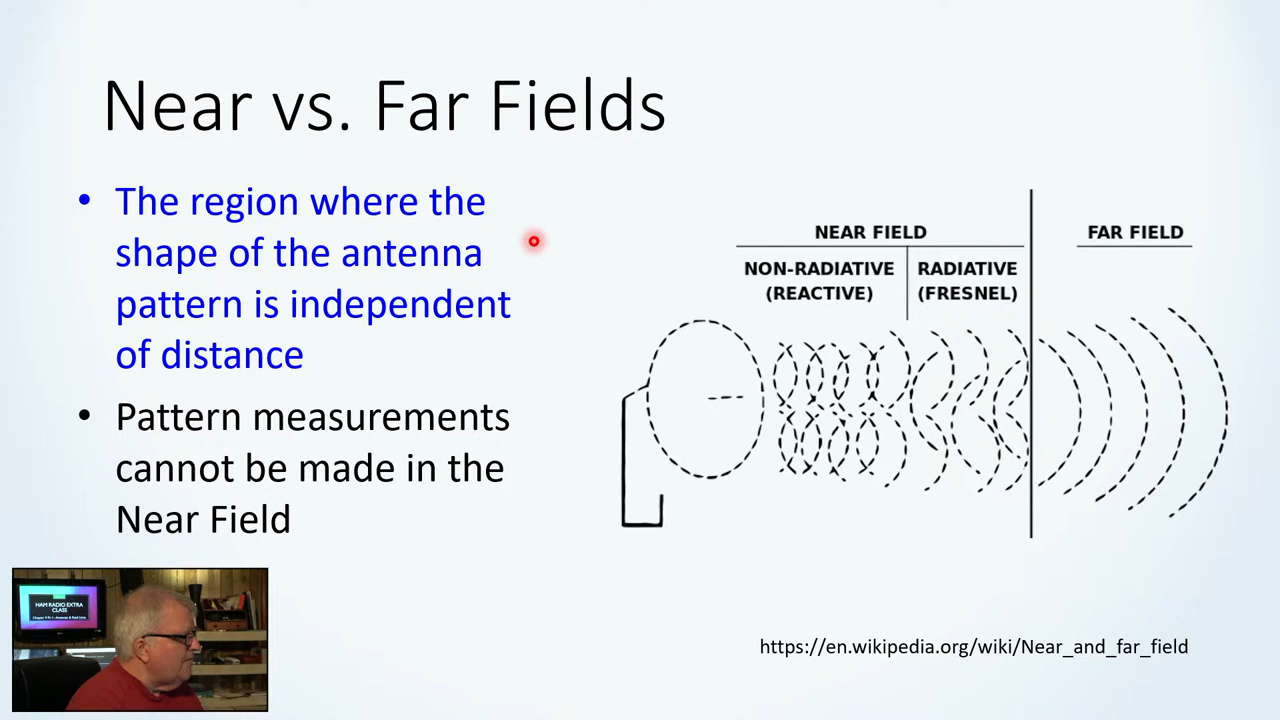 Near vs. Far Fields
• The region where the
shape of the antenna
pattern is independent
of distance
• Pattern measurements
cannot be made in the
Near Field
NEAR FIELD
NON-RADIATIVE
(REACTIVE)
RADIATIVE
(FRESNEL)
FAR FIELD
HAM RADIO EXTRA
CLASS
https://en.wikipedia.org/wiki/Near_and_far_field